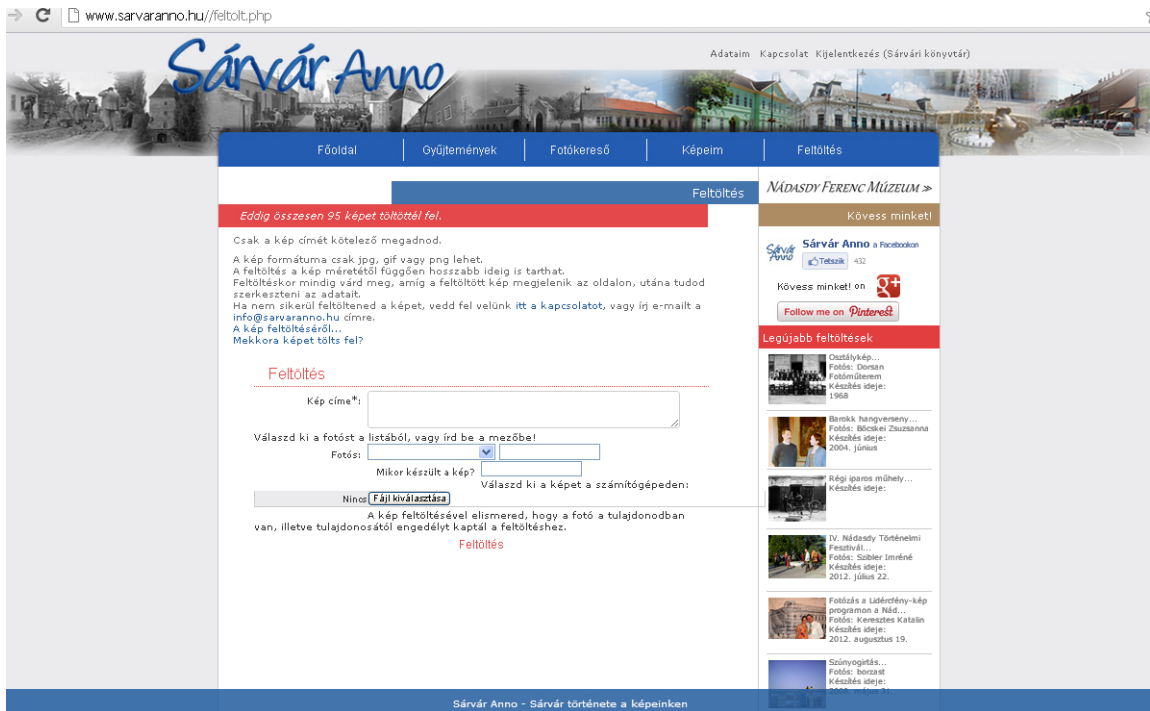 www.sarvaranno.hu//feltolt.php
Sárvár Anno
Adataim Kapcsolat Kijelentkezés (Sárvári könyvtár)
Főoldal
Gyűjtemények
Fotókereső
Képeim
Feltöltés
Feltöltés
Eddig összesen 95 képet töltöttél fel.
Csak a kép címét kötelező megadnod.
A kép formátuma csak jpg, gif vagy png lehet.
A feltöltés a kép méretétől függően hosszabb ideig is tarthat.
Feltöltéskor mindig várd meg, amíg a feltöltött kép megjelenik az oldalon, utána tudod
szerkeszteni az adatait.
Ha nem sikerül feltöltened a képet, vedd fel velünk itt a kapcsolatot, vagy írj e-mailt a
info@sarvaranno.hu címre.
A kép feltöltéséről...
Mekkora képet tölts fel?
Feltöltés
Kép címe*:
Válaszd ki a fotóst a listából, vagy írd be a mezőbe!
Fotós:
Mikor készült a kép?
Válaszd ki a képet a számítógépeden:
Nincs Fájl kiválasztása
A kép feltöltésével elismered, hogy a fotó a tulajdonodban
van, illetve tulajdonosától engedélyt kaptál a feltöltéshez.
Feltöltés
NÁDASDY FERENC MÚZEUM »
Kövess minket!
Sárvár Anno
Sárvár Anno a Facebookon
Tetszik 432
Kövess minket! on g+
Follow me on Pinterest
Legújabb feltöltések
Osztálykép...
Fotós: Dorsan
Fotóműterem
Készítés ideje:
1968
Barokk hangverseny...
Fotós: Böcskei Zsuzsanna
Készítés ideje:
2004. június
Régi iparos műhely...
Készítés ideje:
IV. Nádasdy Történelmi
Fesztivál...
Fotós: Szibler Imréné
Készítés ideje:
2012. július 22.
Fotózás a Lidércfény-kép
programon a Nád...
Fotós: Keresztes Katalin
Készítés ideje:
2012. augusztus 19.
Szúnyogirtás...
Fotós: borzast
Készítés ideje:
Sárvár Anno - Sárvár története a képeinken